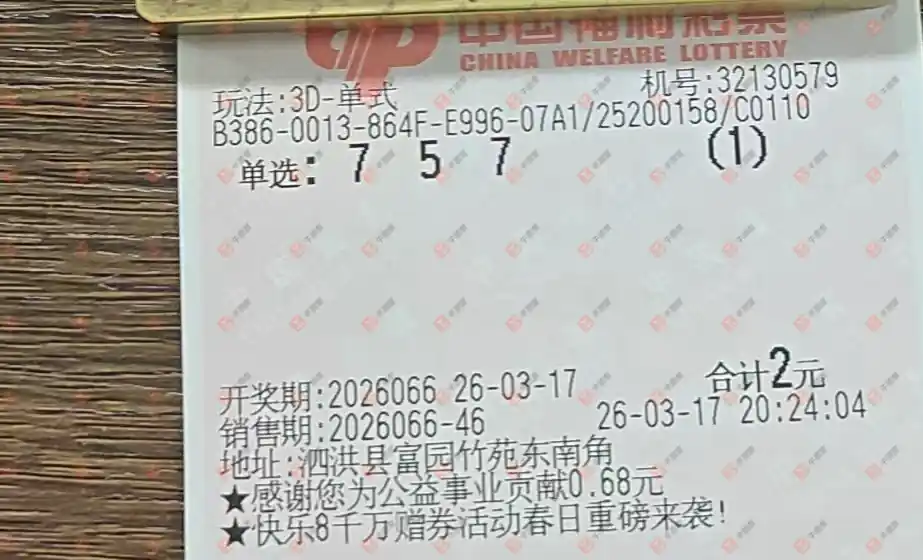 中国福利彩票
CHINA WELFARE LOTTERY
玩法:3D-单式 机号:32130579
B386-0013-864F-E996-07A1/25200158/C0110
单选: 7 5 7 (1)
开奖期:2026066 26-03-17 合计2元
销售期:2026066-46 26-03-17 20:24:04
地址:泗洪县富园竹苑东南角
★感谢您为公益事业贡献0.68元
★快乐8千万赠券活动春日重磅来袭!